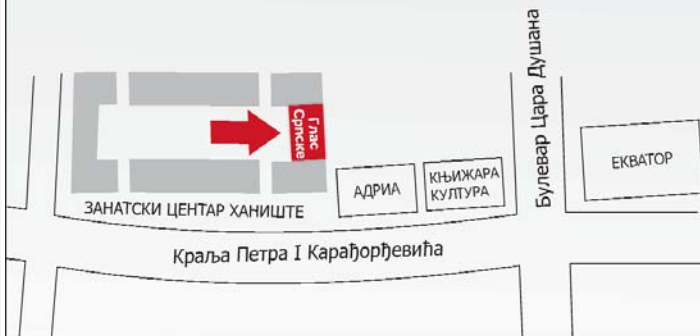 Глас
Српске
ЗАНАТСКИ ЦЕНТАР ХАНИШТЕ
АДРИА
КЊИЖАРА
КУЛТУРА
Булевар Цара Душана
ЕКВАТОР
Краља Петра I Карађорђевића